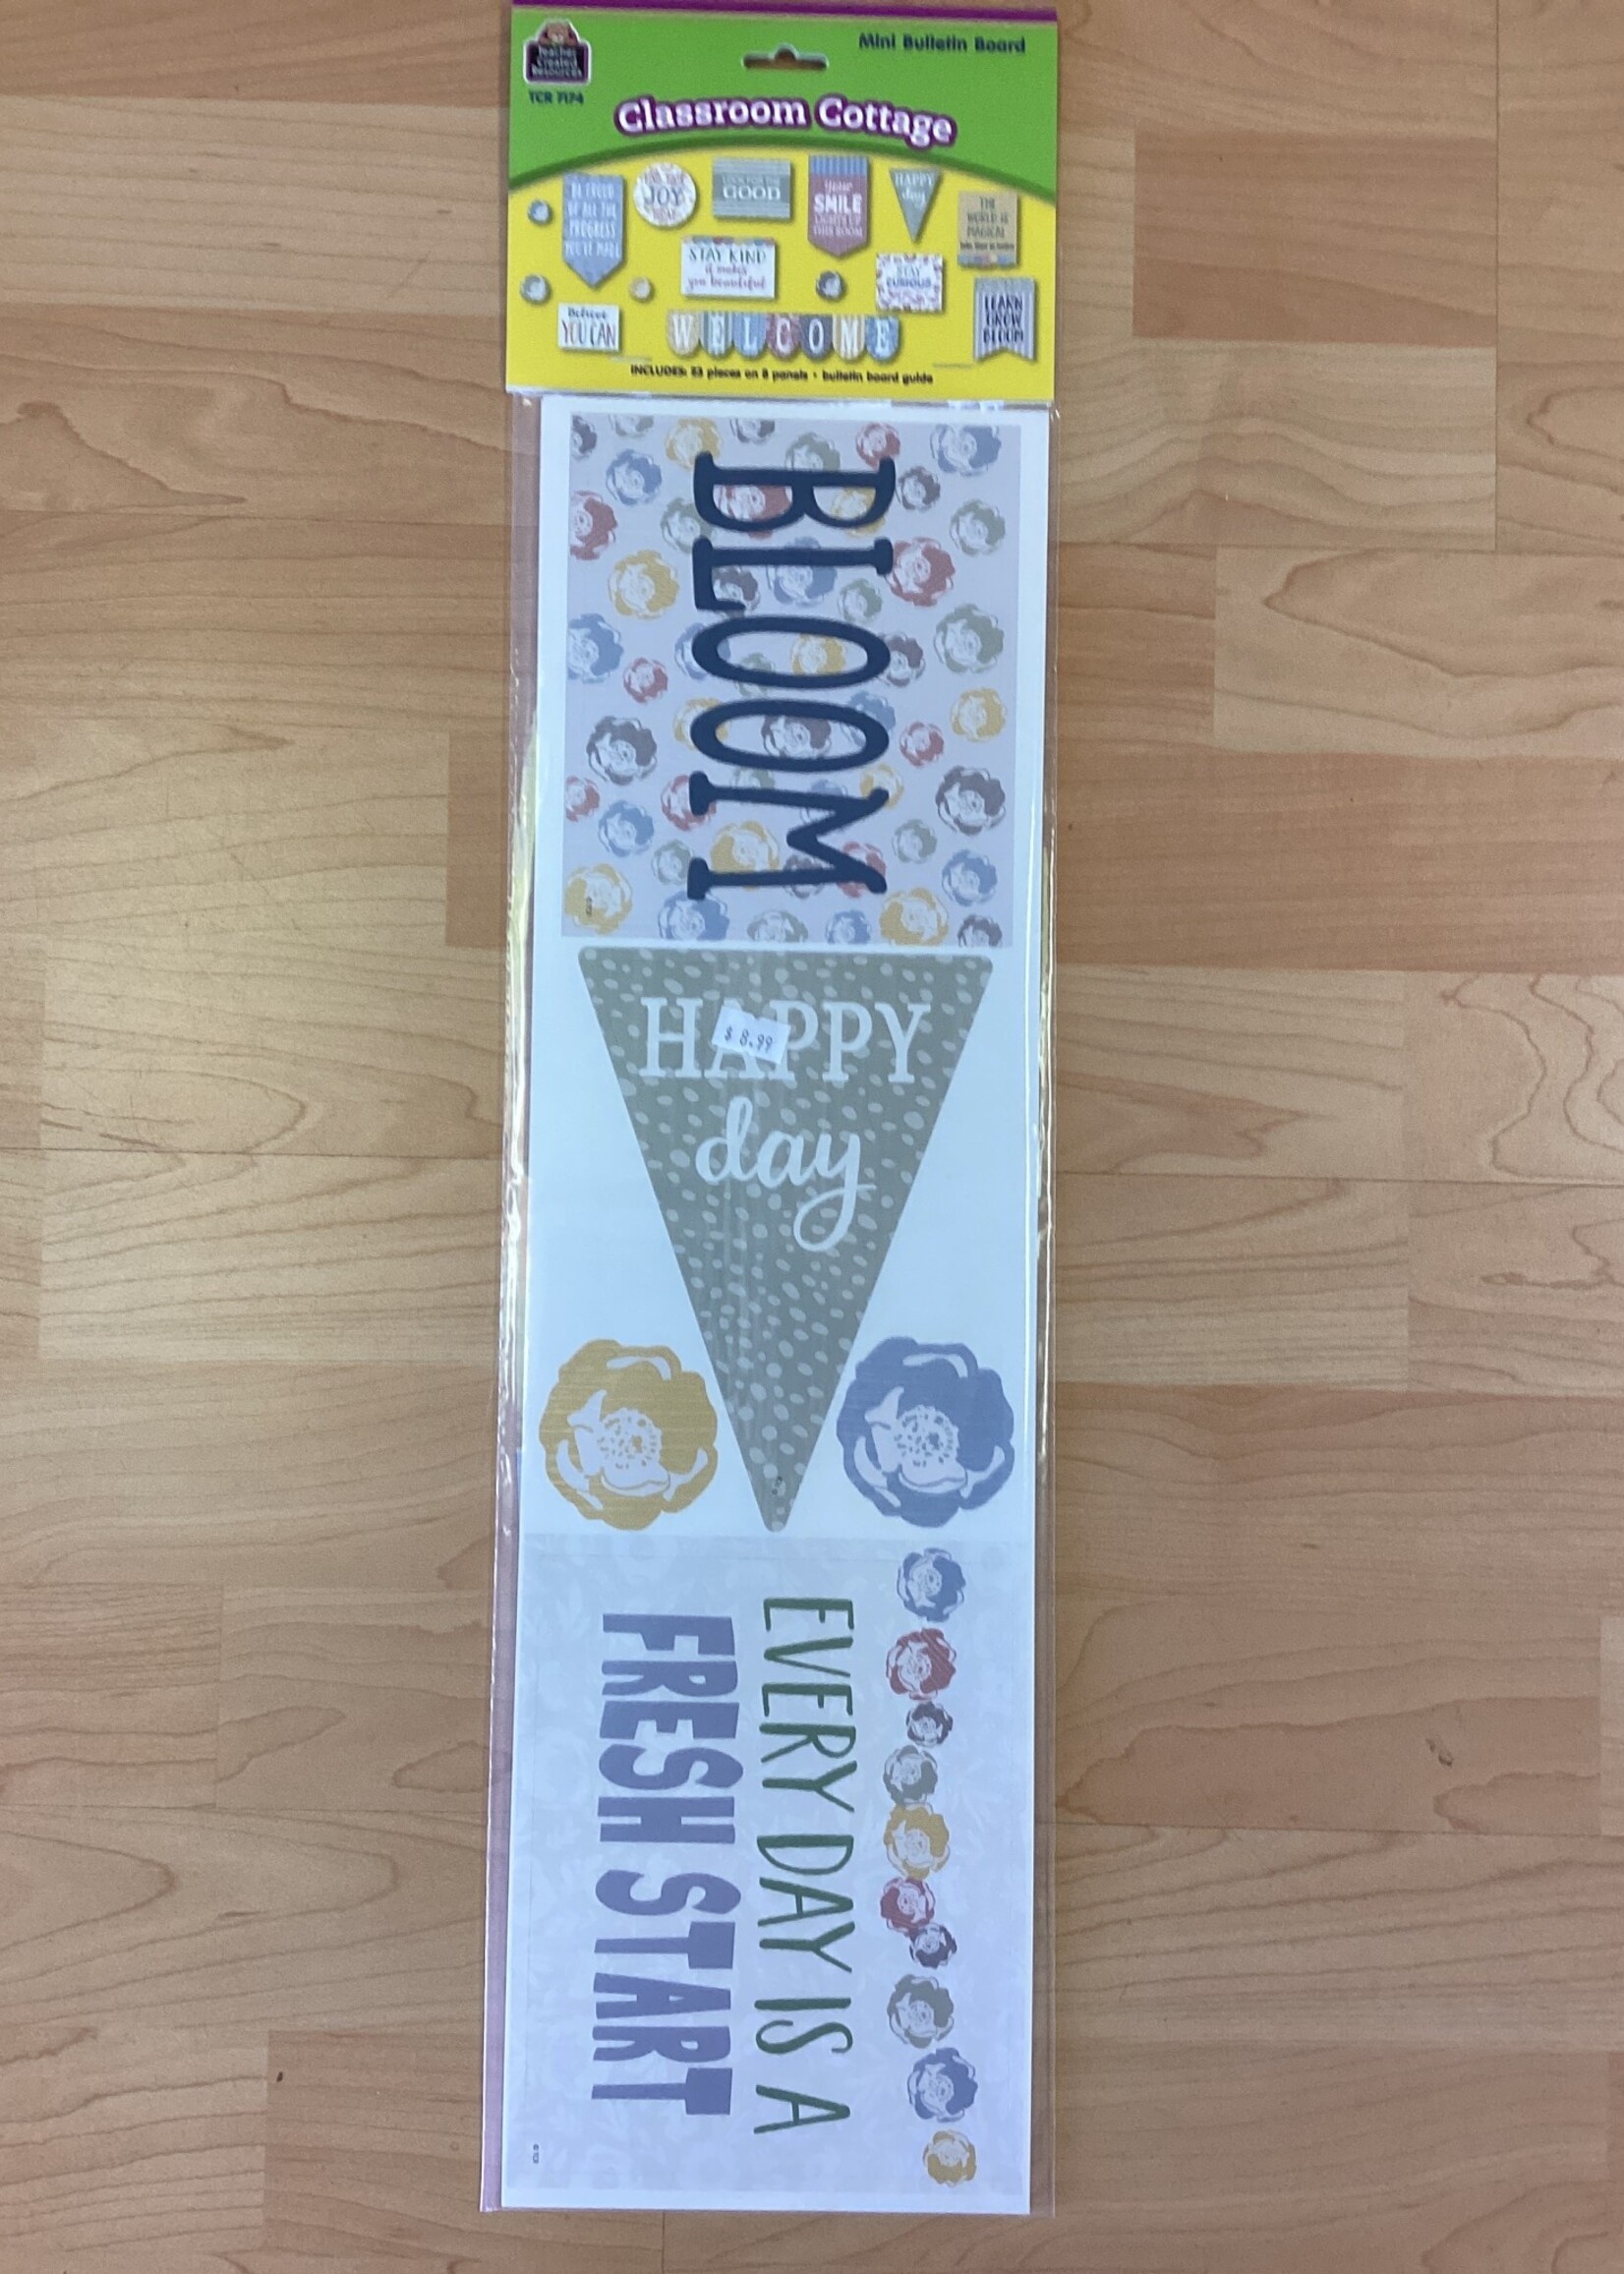 Teacher
Created
Resources
TCR 7174
Mini Bulletin Board
Classroom Cottage
BE PROUD
OF ALL THE
PROGRESS
YOU'VE MADE
JOY
GOOD
your
SMILE
LIGHTS UP
THIS ROOM
HAPPY
day
THE
WORLD IS
MAGICAL
STAY KIND
it makes
you beautiful
STAY
CURIOUS
LEARN
GROW
BLOOM
Believe
YOU CAN
WELCOME
INCLUDES: 53 pieces on 8 panels • bulletin board guide
BLOOM
HAPPY
$8.99
day
EVERY DAY IS A
FRESH START